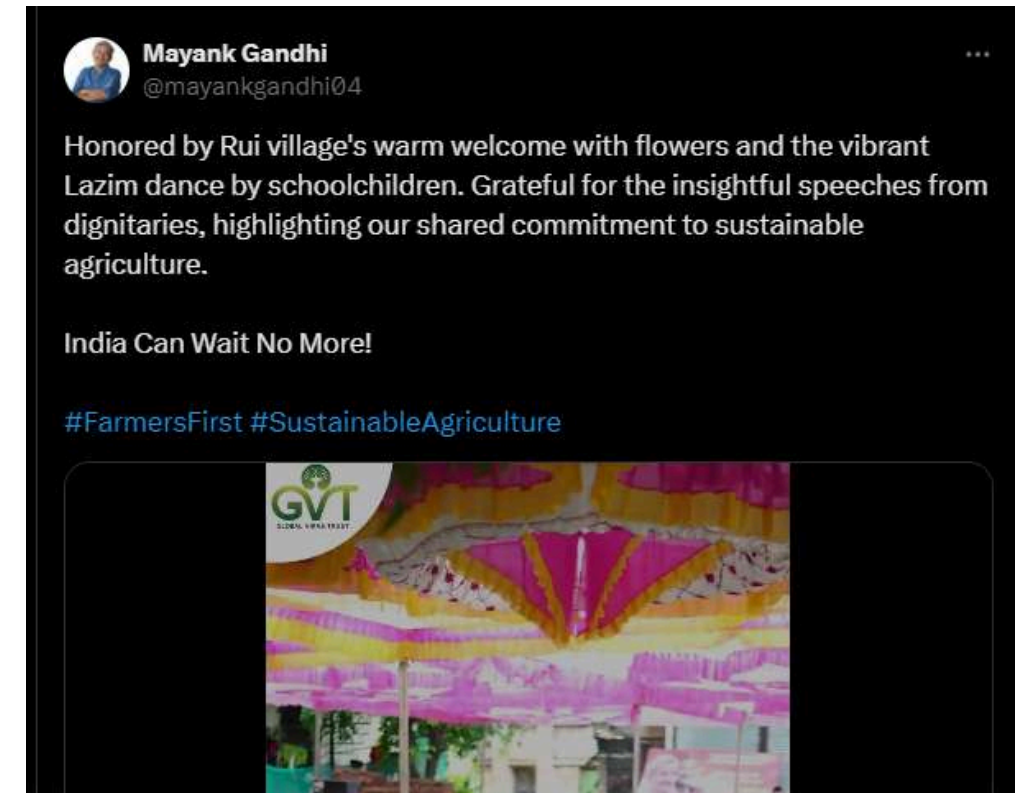 Mayank Gandhi
@mayankgandhi04
Honored by Rui village's warm welcome with flowers and the vibrant
Lazim dance by schoolchildren. Grateful for the insightful speeches from
dignitaries, highlighting our shared commitment to sustainable
agriculture.
India Can Wait No More!
#FarmersFirst #SustainableAgriculture
GVT
GLOBAL VIKAS TRUST